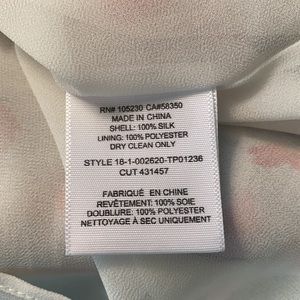 RN# 105230 CA#58350
MADE IN CHINA
SHELL: 100% SILK
LINING: 100% POLYESTER
DRY CLEAN ONLY
STYLE 18-1-002620-TP01236
CUT 431457
FABRIQUÉ EN CHINE
REVÊTEMENT: 100% SOIE
DOUBLURE: 100% POLYESTER
NETTOYAGE À SEC UNIQUEMENT